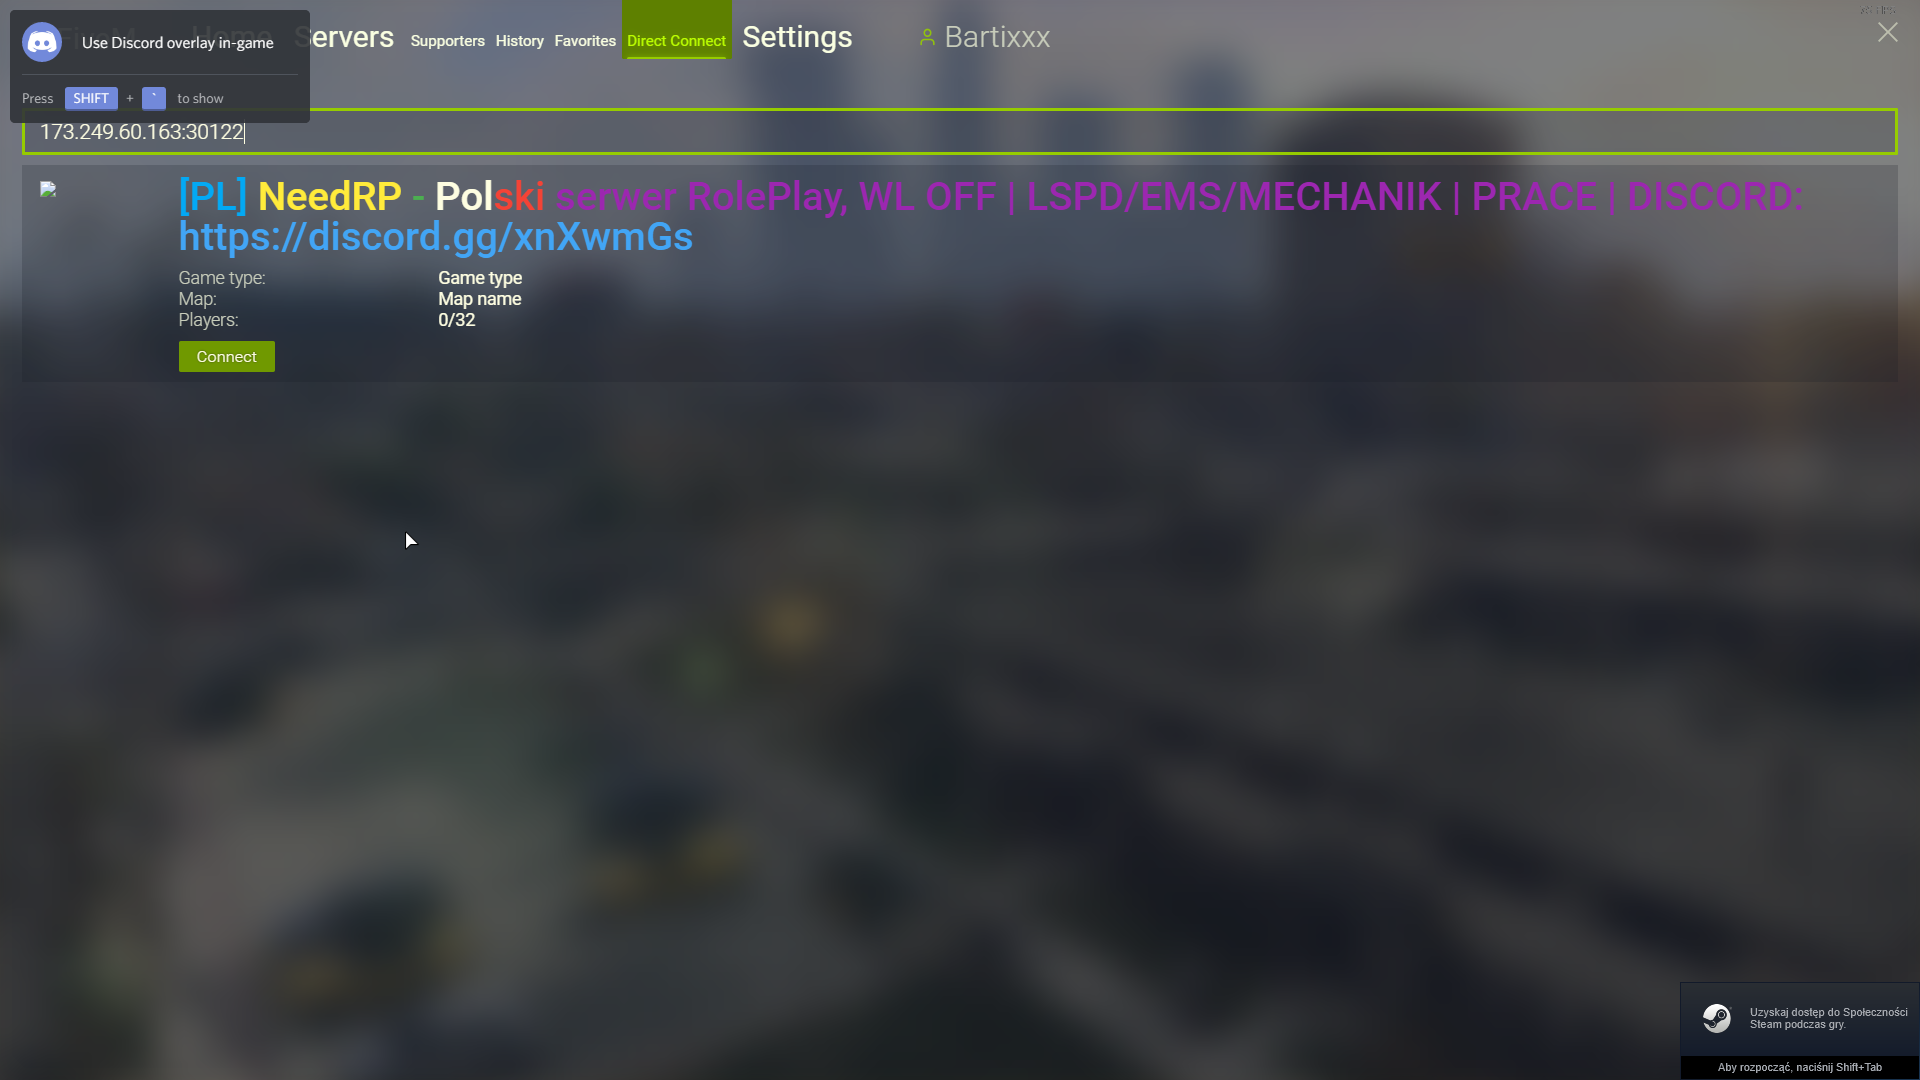 Use Discord overlay in-game
Press SHIFT + ` to show
Home Servers Supporters History Favorites Direct Connect Settings Bartixxx
173.249.60.163:30122
[PL] NeedRP - Polski serwer RolePlay, WL OFF | LSPD/EMS/MECHANIK | PRACE | DISCORD:
https://discord.gg/xnXwmGs
Game type: Game type
Map: Map name
Players: 0/32
Connect
Uzyskaj dostęp do Społeczności
Steam podczas gry.
Aby rozpocząć, naciśnij Shift+Tab